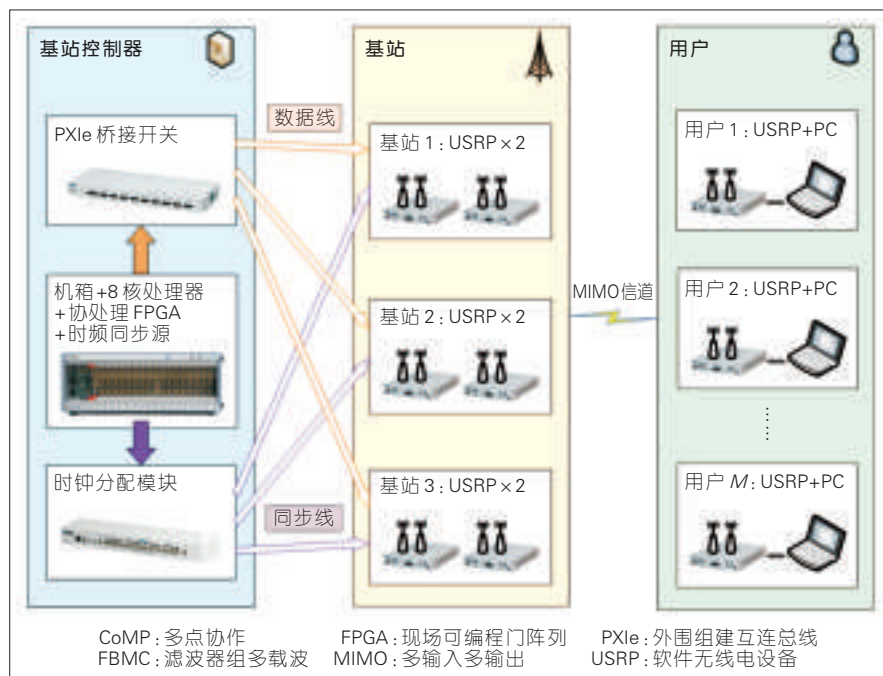 基站控制器
PXIe 桥接开关
机箱+8 核处理器
+协处理 FPGA
+时频同步源
时钟分配模块
数据线
同步线
基站
基站 1：USRP×2
基站 2：USRP×2
基站 3：USRP×2
MIMO信道
用户
用户 1：USRP+PC
用户 2：USRP+PC
……
用户 M：USRP+PC
CoMP：多点协作 FPGA：现场可编程门阵列 PXIe：外围组建互连总线
FBMC：滤波器组多载波 MIMO：多输入多输出 USRP：软件无线电设备